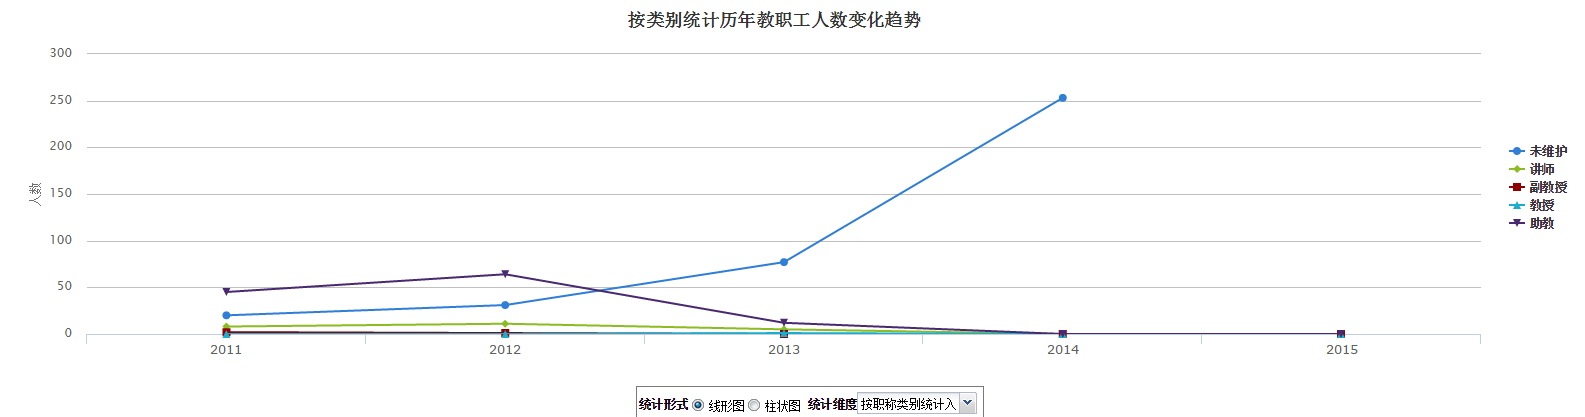 按类别统计历年教职工人数变化趋势
300
250
200
150
100
50
0
人数
2011 2012 2013 2014 2015
未维护
讲师
副教授
教授
助教
统计形式 线形图 柱状图 统计维度 按职称类别统计入